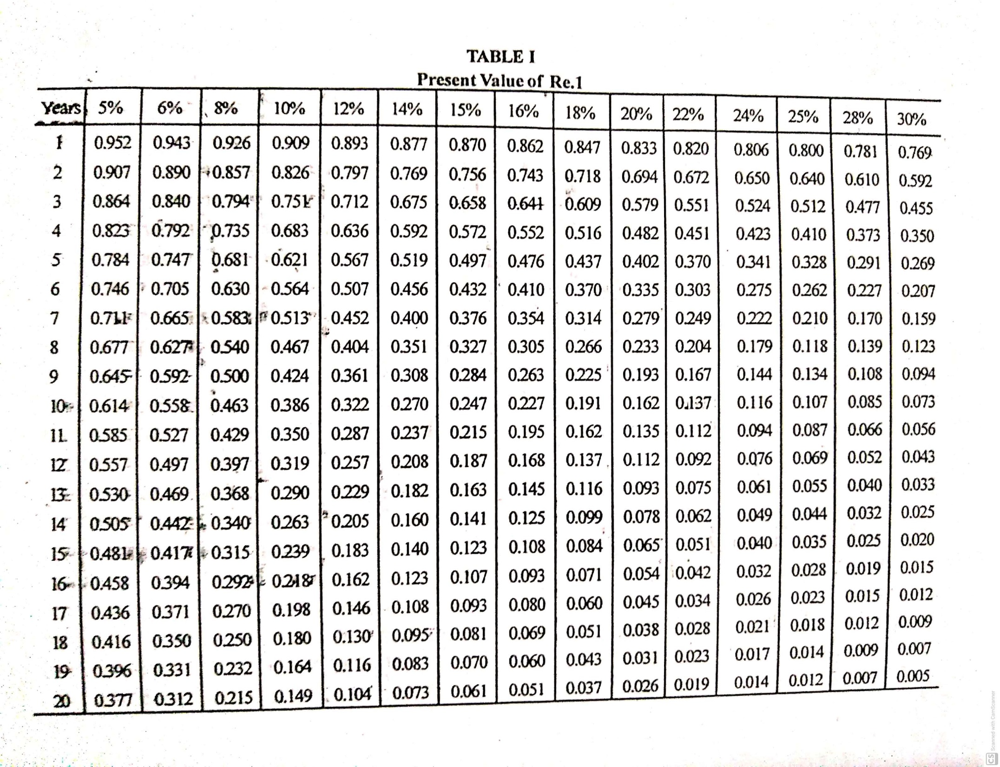 TABLE I
Present Value of Re.1
Years 5% 6% 8% 10% 12% 14% 15% 16% 18% 20% 22% 24% 25% 28% 30%
1 0.952 0.943 0.926 0.909 0.893 0.877 0.870 0.862 0.847 0.833 0.820 0.806 0.800 0.781 0.769
2 0.907 0.890 0.857 0.826 0.797 0.769 0.756 0.743 0.718 0.694 0.672 0.650 0.640 0.610 0.592
3 0.864 0.840 0.794 0.751 0.712 0.675 0.658 0.641 0.609 0.579 0.551 0.524 0.512 0.477 0.455
4 0.823 0.792 0.735 0.683 0.636 0.592 0.572 0.552 0.516 0.482 0.451 0.423 0.410 0.373 0.350
5 0.784 0.747 0.681 0.621 0.567 0.519 0.497 0.476 0.437 0.402 0.370 0.341 0.328 0.291 0.269
6 0.746 0.705 0.630 0.564 0.507 0.456 0.432 0.410 0.370 0.335 0.303 0.275 0.262 0.227 0.207
7 0.711 0.665 0.583 0.513 0.452 0.400 0.376 0.354 0.314 0.279 0.249 0.222 0.210 0.170 0.159
8 0.677 0.627 0.540 0.467 0.404 0.351 0.327 0.305 0.266 0.233 0.204 0.179 0.118 0.139 0.123
9 0.645 0.592 0.500 0.424 0.361 0.308 0.284 0.263 0.225 0.193 0.167 0.144 0.134 0.108 0.094
10 0.614 0.558 0.463 0.386 0.322 0.270 0.247 0.227 0.191 0.162 0.137 0.116 0.107 0.085 0.073
11 0.585 0.527 0.429 0.350 0.287 0.237 0.215 0.195 0.162 0.135 0.112 0.094 0.087 0.066 0.056
12 0.557 0.497 0.397 0.319 0.257 0.208 0.187 0.168 0.137 0.112 0.092 0.076 0.069 0.052 0.043
13 0.530 0.469 0.368 0.290 0.229 0.182 0.163 0.145 0.116 0.093 0.075 0.061 0.055 0.040 0.033
14 0.505 0.442 0.340 0.263 0.205 0.160 0.141 0.125 0.099 0.078 0.062 0.049 0.044 0.032 0.025
15 0.481 0.417 0.315 0.239 0.183 0.140 0.123 0.108 0.084 0.065 0.051 0.040 0.035 0.025 0.020
16 0.458 0.394 0.292 0.218 0.162 0.123 0.107 0.093 0.071 0.054 0.042 0.032 0.028 0.019 0.015
17 0.436 0.371 0.270 0.198 0.146 0.108 0.093 0.080 0.060 0.045 0.034 0.026 0.023 0.015 0.012
18 0.416 0.350 0.250 0.180 0.130 0.095 0.081 0.069 0.051 0.038 0.028 0.021 0.018 0.012 0.009
19 0.396 0.331 0.232 0.164 0.116 0.083 0.070 0.060 0.043 0.031 0.023 0.017 0.014 0.009 0.007
20 0.377 0.312 0.215 0.149 0.104 0.073 0.061 0.051 0.037 0.026 0.019 0.014 0.012 0.007 0.005
CS Scanned with CamScanner